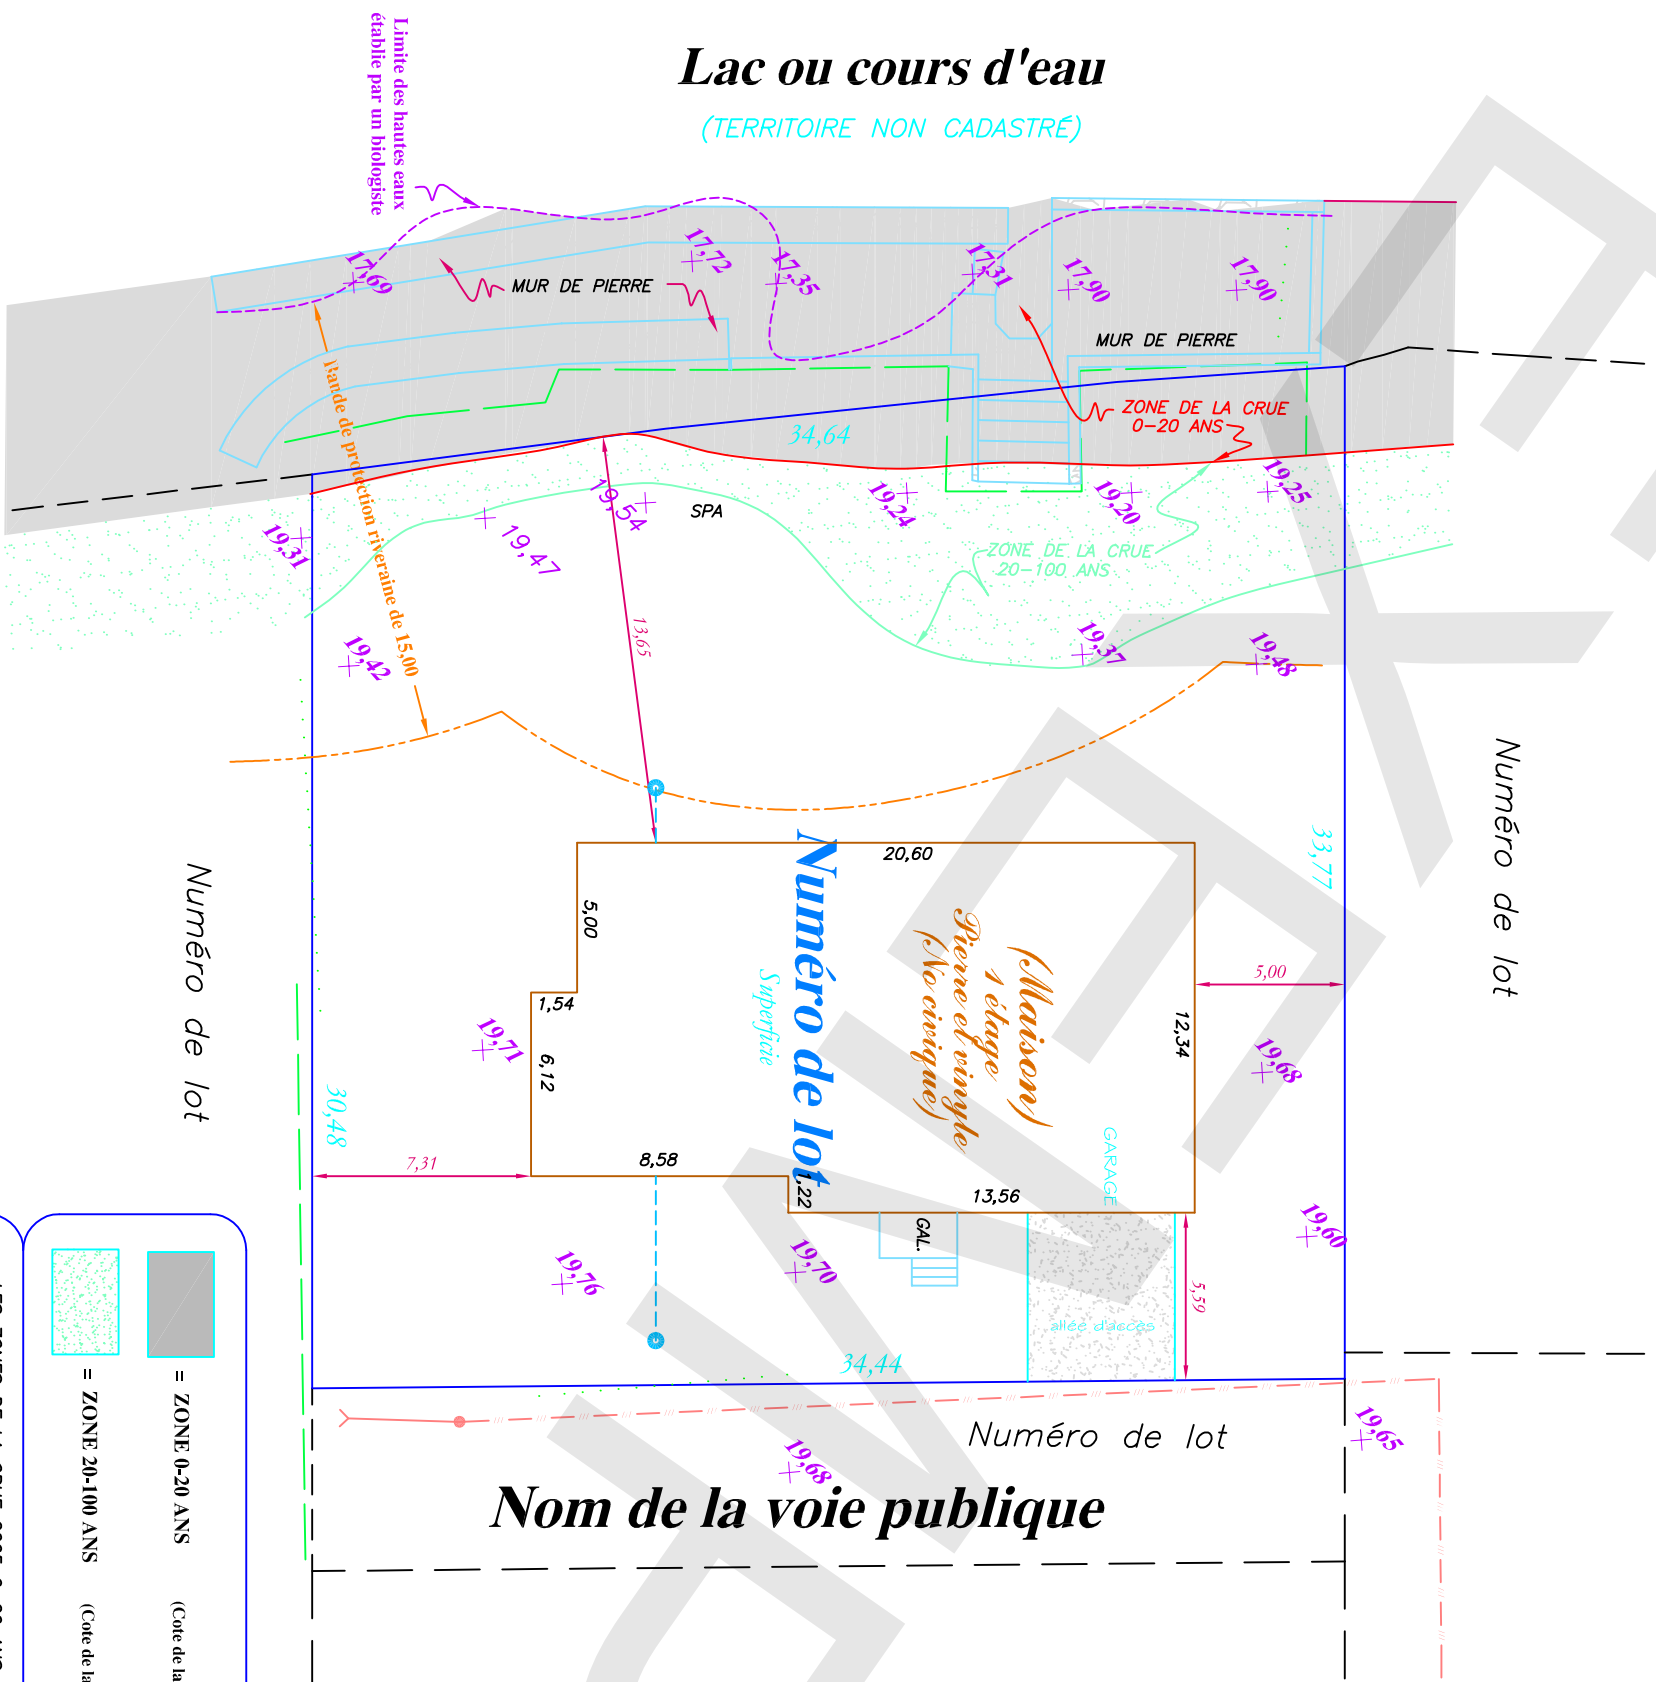 Lac ou cours d'eau
(TERRITOIRE NON CADASTRÉ)
Limite des hautes eaux
établie par un biologiste
17,69
17,72
17,35
17,31
17,90
17,90
MUR DE PIERRE
MUR DE PIERRE
ZONE DE LA CRUE
0-20 ANS
34,64
Bande de protection riveraine de 15,00
19,31
19,47
19,54
SPA
19,24
19,20
19,25
ZONE DE LA CRUE
20-100 ANS
19,42
13,65
19,37
19,48
Numéro de lot
33,77
20,60
5,00
1,54
6,12
Numéro de lot
Superficie
(Maison)
1 étage
Pierre et vinyle
(No civique)
12,34
5,00
19,68
Numéro de lot
30,48
19,71
7,31
8,58
1,22
13,56
GARAGE
GAL.
19,60
19,76
19,70
allée d'accès
5,59
34,44
Numéro de lot
19,65
19,68
Nom de la voie publique
= ZONE 0-20 ANS (Cote de la
= ZONE 20-100 ANS (Cote de la